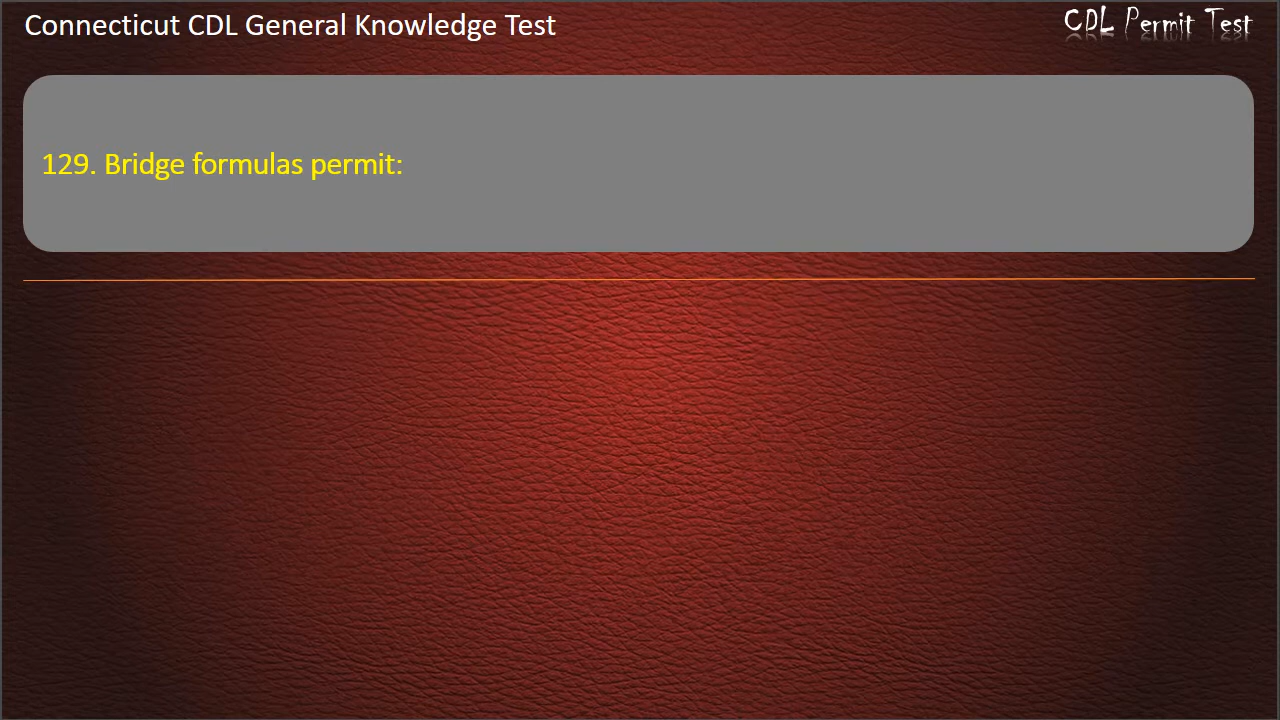 Connecticut CDL General Knowledge Test
CDL Permit Test
129. Bridge formulas permit: